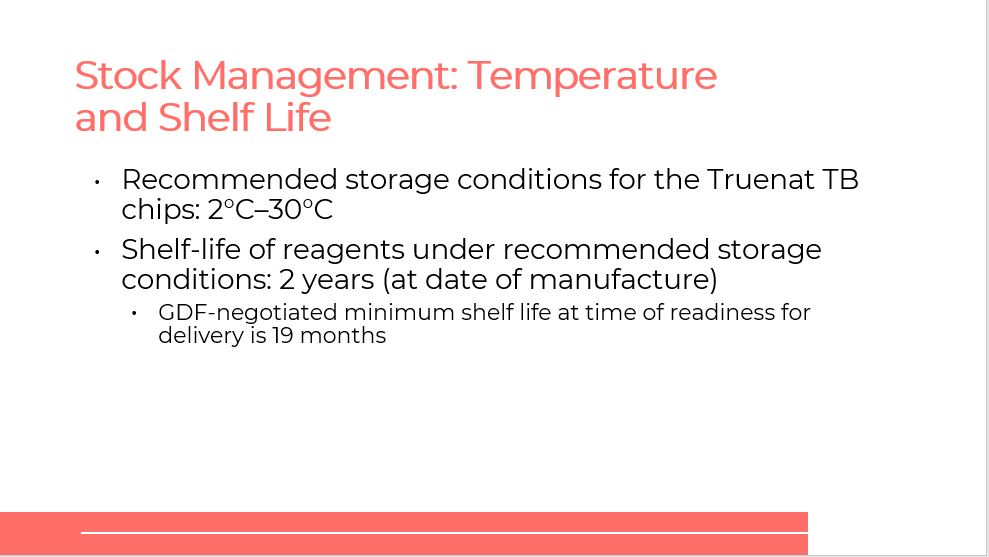 Stock Management: Temperature
and Shelf Life
• Recommended storage conditions for the Truenat TB
chips: 2°C–30°C
• Shelf-life of reagents under recommended storage
conditions: 2 years (at date of manufacture)
• GDF-negotiated minimum shelf life at time of readiness for
delivery is 19 months